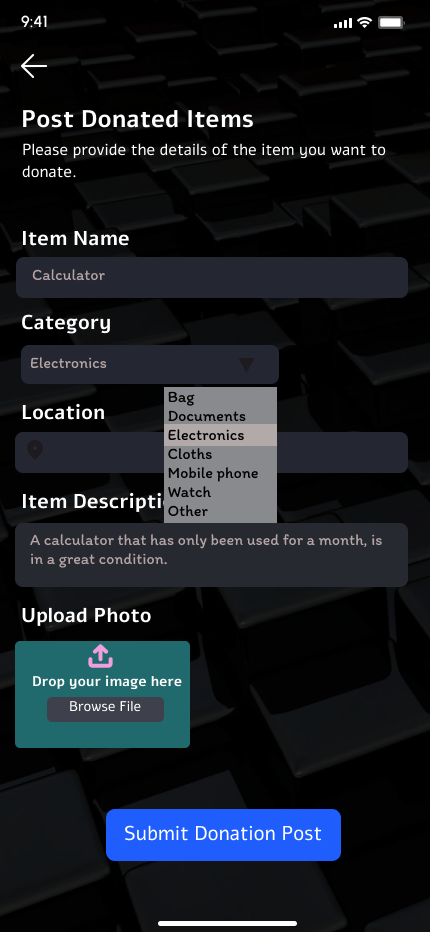 9:41
Post Donated Items
Please provide the details of the item you want to
donate.
Item Name
Calculator
Category
Electronics
Bag
Documents
Electronics
Cloths
Mobile phone
Watch
Other
Location
Item Descripti
A calculator that has only been used for a month, is
in a great condition.
Upload Photo
Drop your image here
Browse File
Submit Donation Post